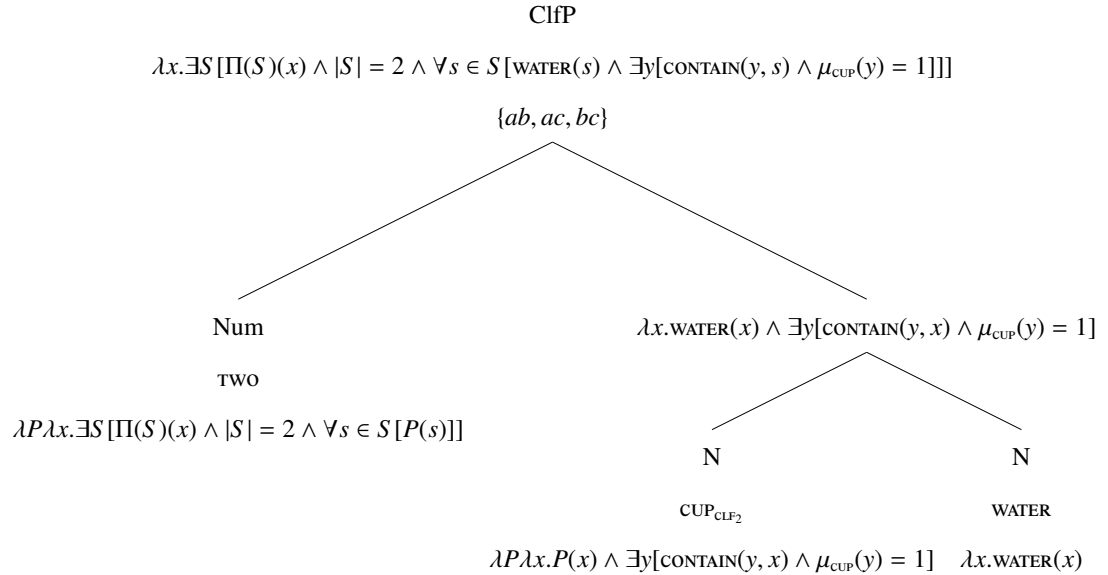 ClfP
λx.∃S[Π(S)(x) ∧ |S| = 2 ∧ ∀s ∈ S[WATER(s) ∧ ∃y[CONTAIN(y, s) ∧ μCUP(y) = 1]]]
{ab, ac, bc}
Num
λx.WATER(x) ∧ ∃y[CONTAIN(y, x) ∧ μCUP(y) = 1]
TWO
λPλx.∃S[Π(S)(x) ∧ |S| = 2 ∧ ∀s ∈ S[P(s)]]
N N
CUPCLF2 WATER
λPλx.P(x) ∧ ∃y[CONTAIN(y, x) ∧ μCUP(y) = 1] λx.WATER(x)